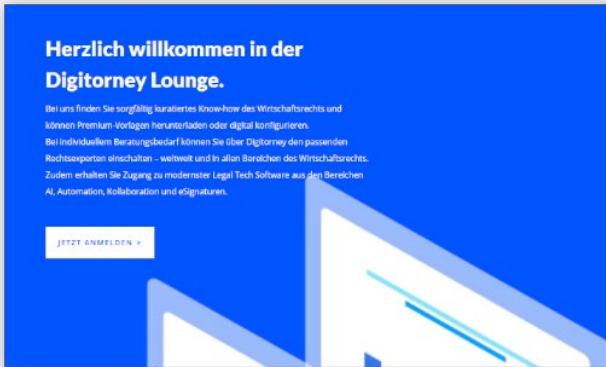 Herzlich willkommen in der
Digitorney Lounge.
Bei uns finden Sie sorgfältig kuratiertes Know-how des Wirtschaftsrechts und
können Premium-Vorlagen herunterladen oder digital konfigurieren.
Bei individuellem Beratungsbedarf können Sie über Digitorney den passenden
Rechtsexperten einschalten – weltweit und in allen Bereichen des Wirtschaftsrechts.
Zudem erhalten Sie Zugang zu modernster Legal Tech Software aus den Bereichen
AI, Automation, Kollaboration und eSignaturen.
JETZT ANMELDEN >